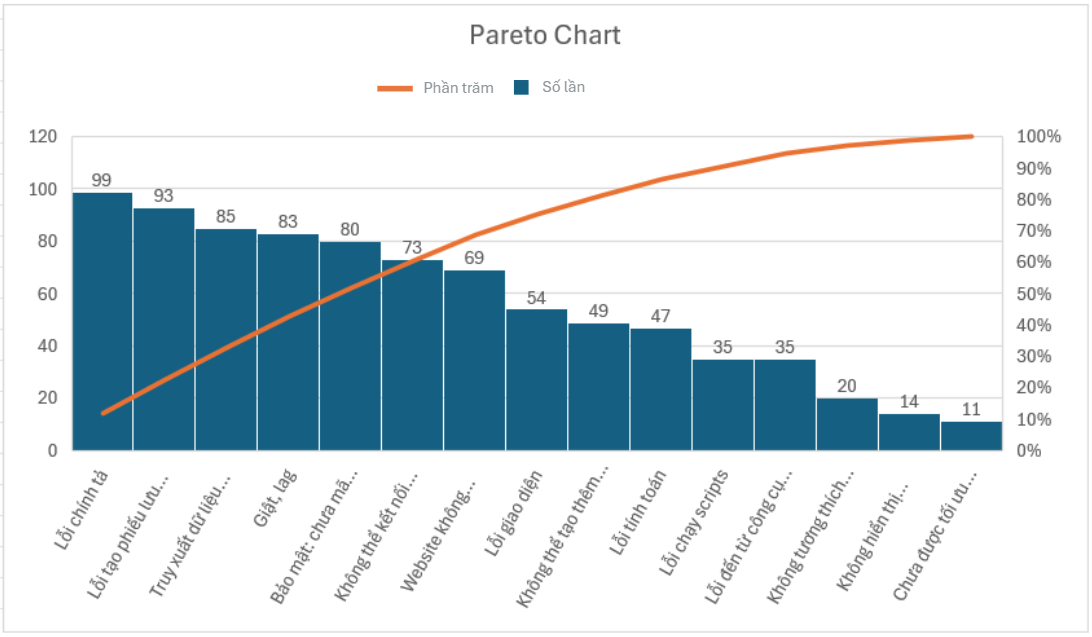 Pareto Chart
Phần trăm Số lần
120
100
80
60
40
20
0
99
93
85
83
80
73
69
54
49
47
35
35
20
14
11
100%
90%
80%
70%
60%
50%
40%
30%
20%
10%
0%
Lỗi chính tả
Lỗi tạo phiếu lưu...
Truy xuất dữ liệu...
Giật, lag
Bảo mật: chưa mã...
Không thể kết nối...
Website không...
Lỗi giao diện
Không thể tạo thêm...
Lỗi tính toán
Lỗi chạy scripts
Lỗi đến từ công cụ...
Không tương thích...
Không hiển thị...
Chưa được tối ưu...